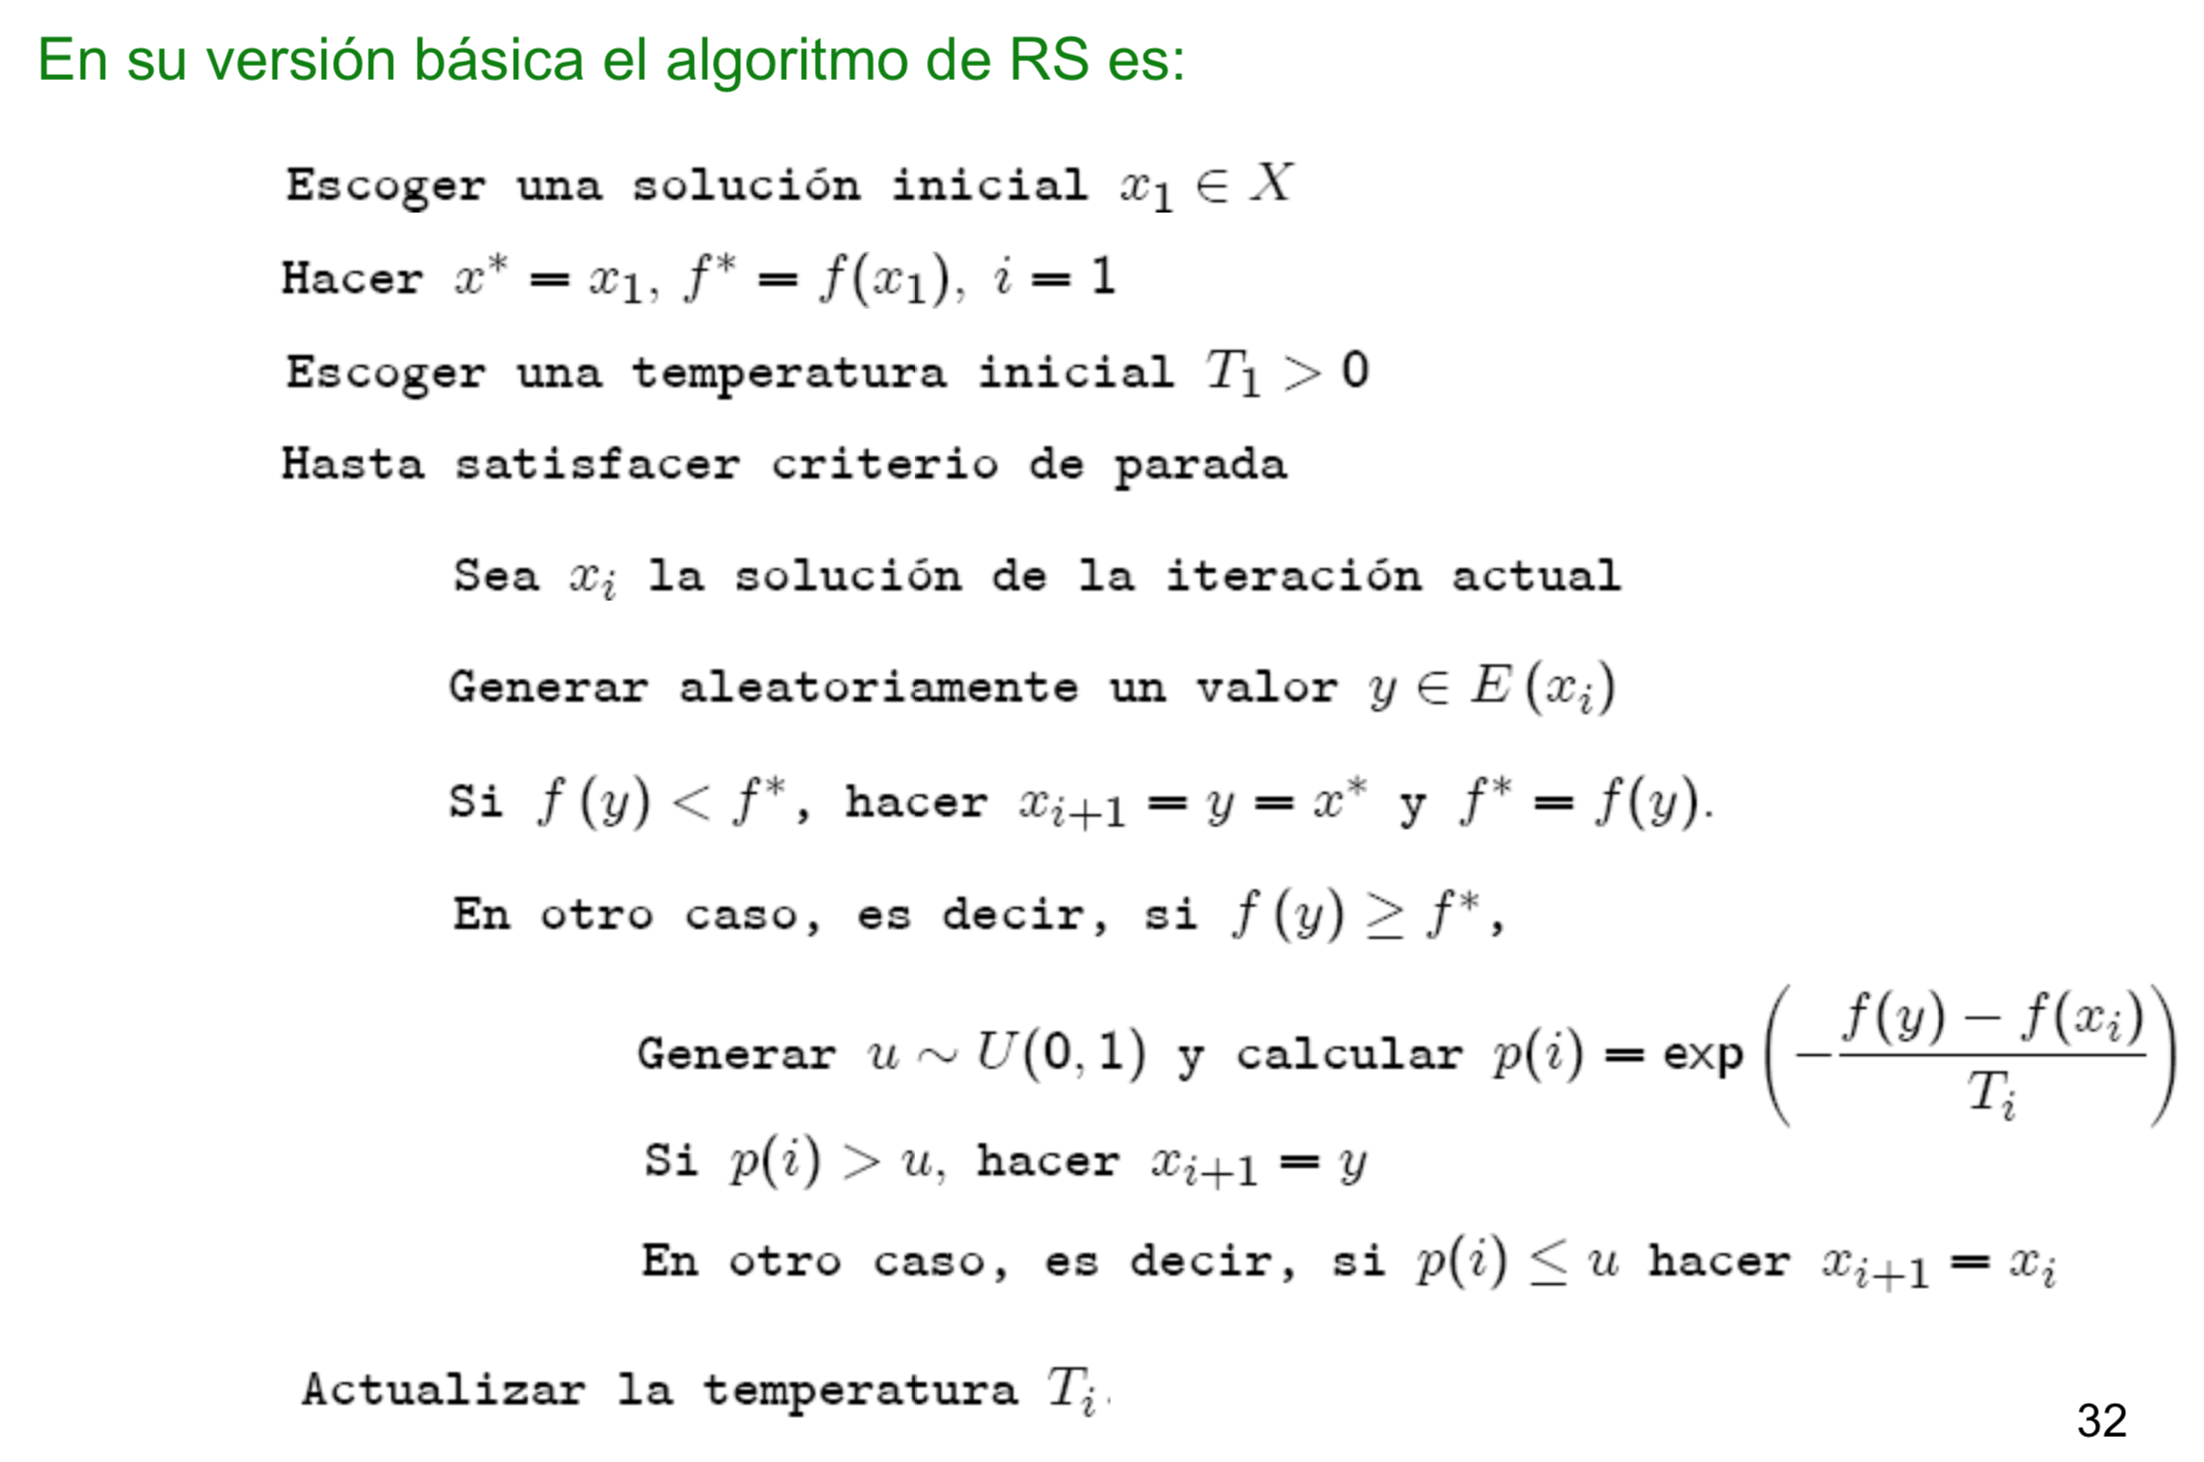 En su versión básica el algoritmo de RS es:
Escoger una solución inicial $x_1 \in X$
Hacer $x^* = x_1$, $f^* = f(x_1)$, $i = 1$
Escoger una temperatura inicial $T_1 > 0$
Hasta satisfacer criterio de parada
Sea $x_i$ la solución de la iteración actual
Generar aleatoriamente un valor $y \in E(x_i)$
Si $f(y) < f^*$, hacer $x_{i+1} = y = x^*$ y $f^* = f(y)$.
En otro caso, es decir, si $f(y) \geq f^*$,
Generar $u \sim U(0,1)$ y calcular $p(i) = \exp\left(-\frac{f(y) - f(x_i)}{T_i}\right)$
Si $p(i) > u$, hacer $x_{i+1} = y$
En otro caso, es decir, si $p(i) \leq u$ hacer $x_{i+1} = x_i$
Actualizar la temperatura $T_i$.
32